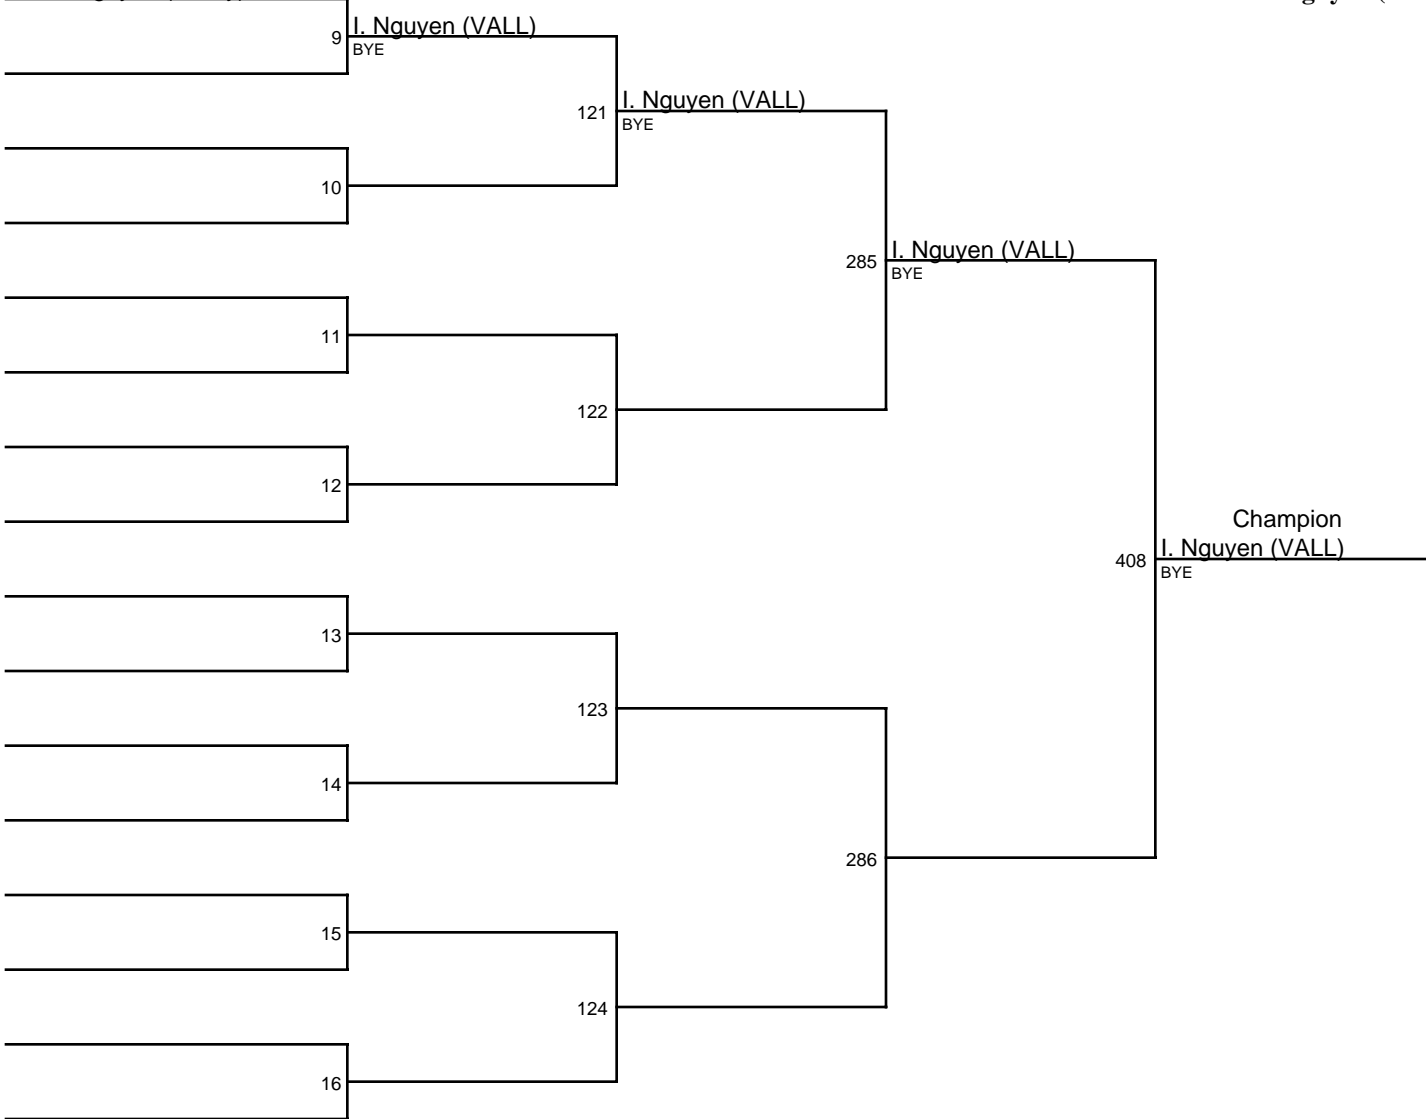 9 I. Nguyen (VALL)
BYE
121 I. Nguyen (VALL)
BYE
10
285 I. Nguyen (VALL)
BYE
11
122
12
Champion
408 I. Nguyen (VALL)
BYE
13
123
14
286
15
124
16